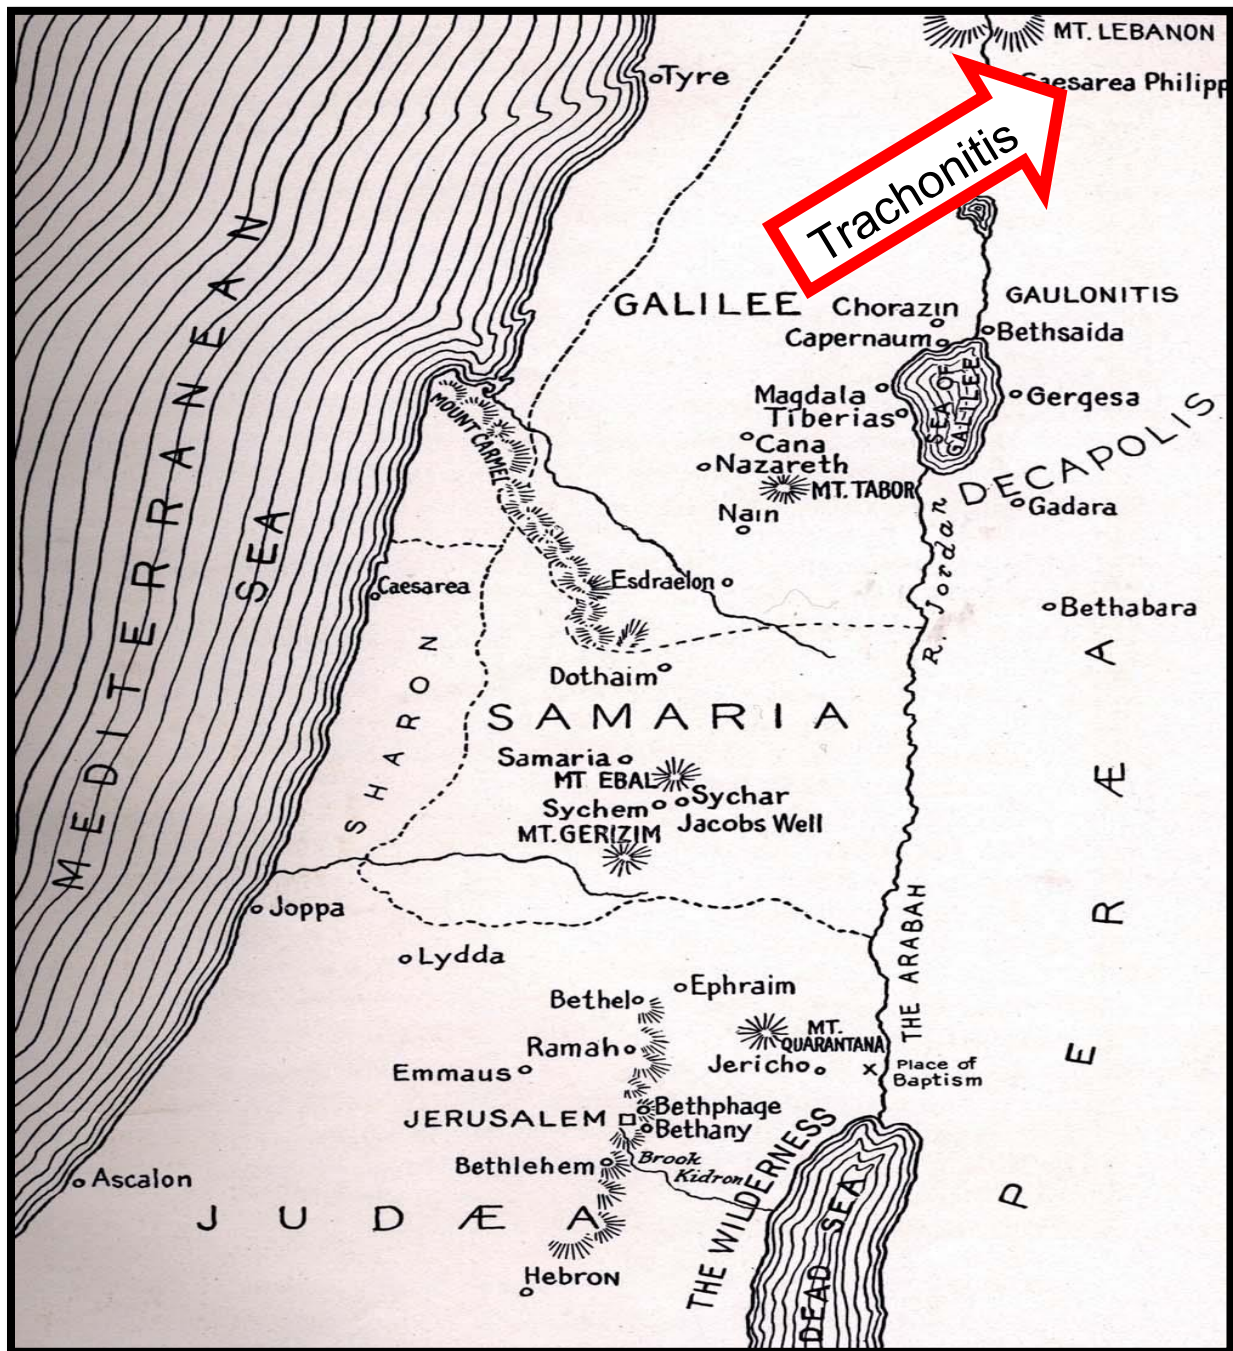 MT. LEBANON
Tyre
Caesarea Philipp
Trachonitis
GALILEE
Chorazin
GAULONITIS
Capernaum
Bethsaida
MEDITERRANEAN
SEA
SEA OF
GALILEE
Magdala
Gergesa
Tiberias
MOUNT CARMEL
Cana
DECAPOLIS
Nazareth
MT. TABOR
Nain
Gadara
R. Jordan
Caesarea
Esdraelon
Bethabara
SHARON
Dothaim
SAMARIA
PERÆA
Samaria
MT EBAL
Sychem
Sychar
MT. GERIZIM
Jacobs Well
Joppa
THE ARABAH
Lydda
Ephraim
Bethel
MT.
QUARANTANA
Ramah
Emmaus
Jericho
x
Place of
Baptism
JERUSALEM
Bethphage
Bethany
Bethlehem
Brook
Kidron
Ascalon
THE WILDERNESS
DEAD SEA
JUDÆA
Hebron